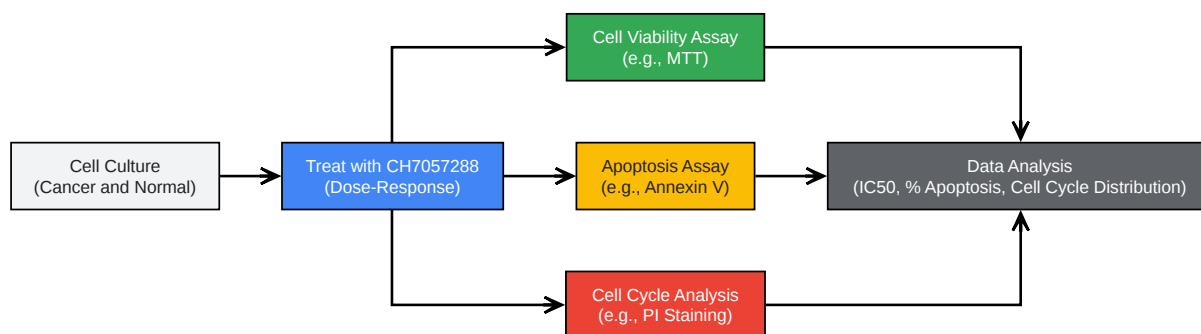 Cell Viability Assay
(e.g., MTT)
Cell Culture
(Cancer and Normal)
Treat with CH7057288
(Dose-Response)
Apoptosis Assay
(e.g., Annexin V)
Data Analysis
(IC50, % Apoptosis, Cell Cycle Distribution)
Cell Cycle Analysis
(e.g., PI Staining)